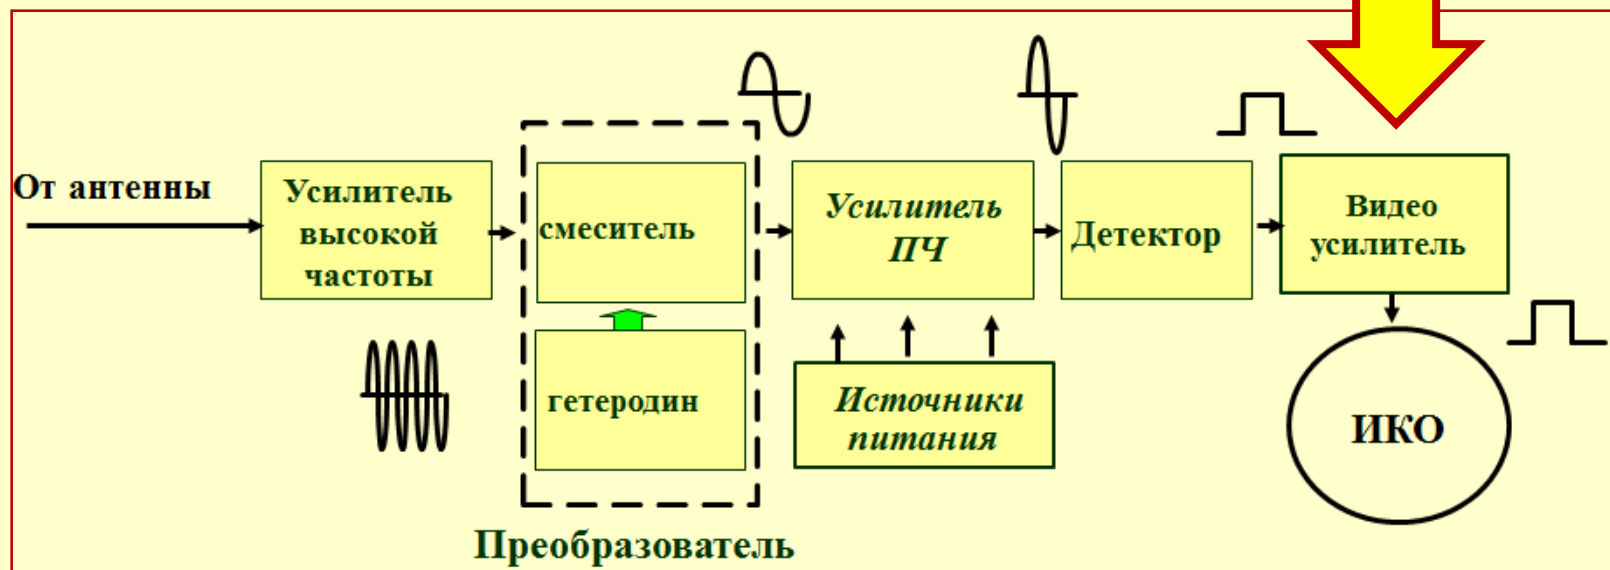 От антенны
Усилитель
высокой
частоты
смеситель
гетеродин
Преобразователь
Усилитель
ПЧ
Источники
питания
Детектор
Видео
усилитель
ИКО